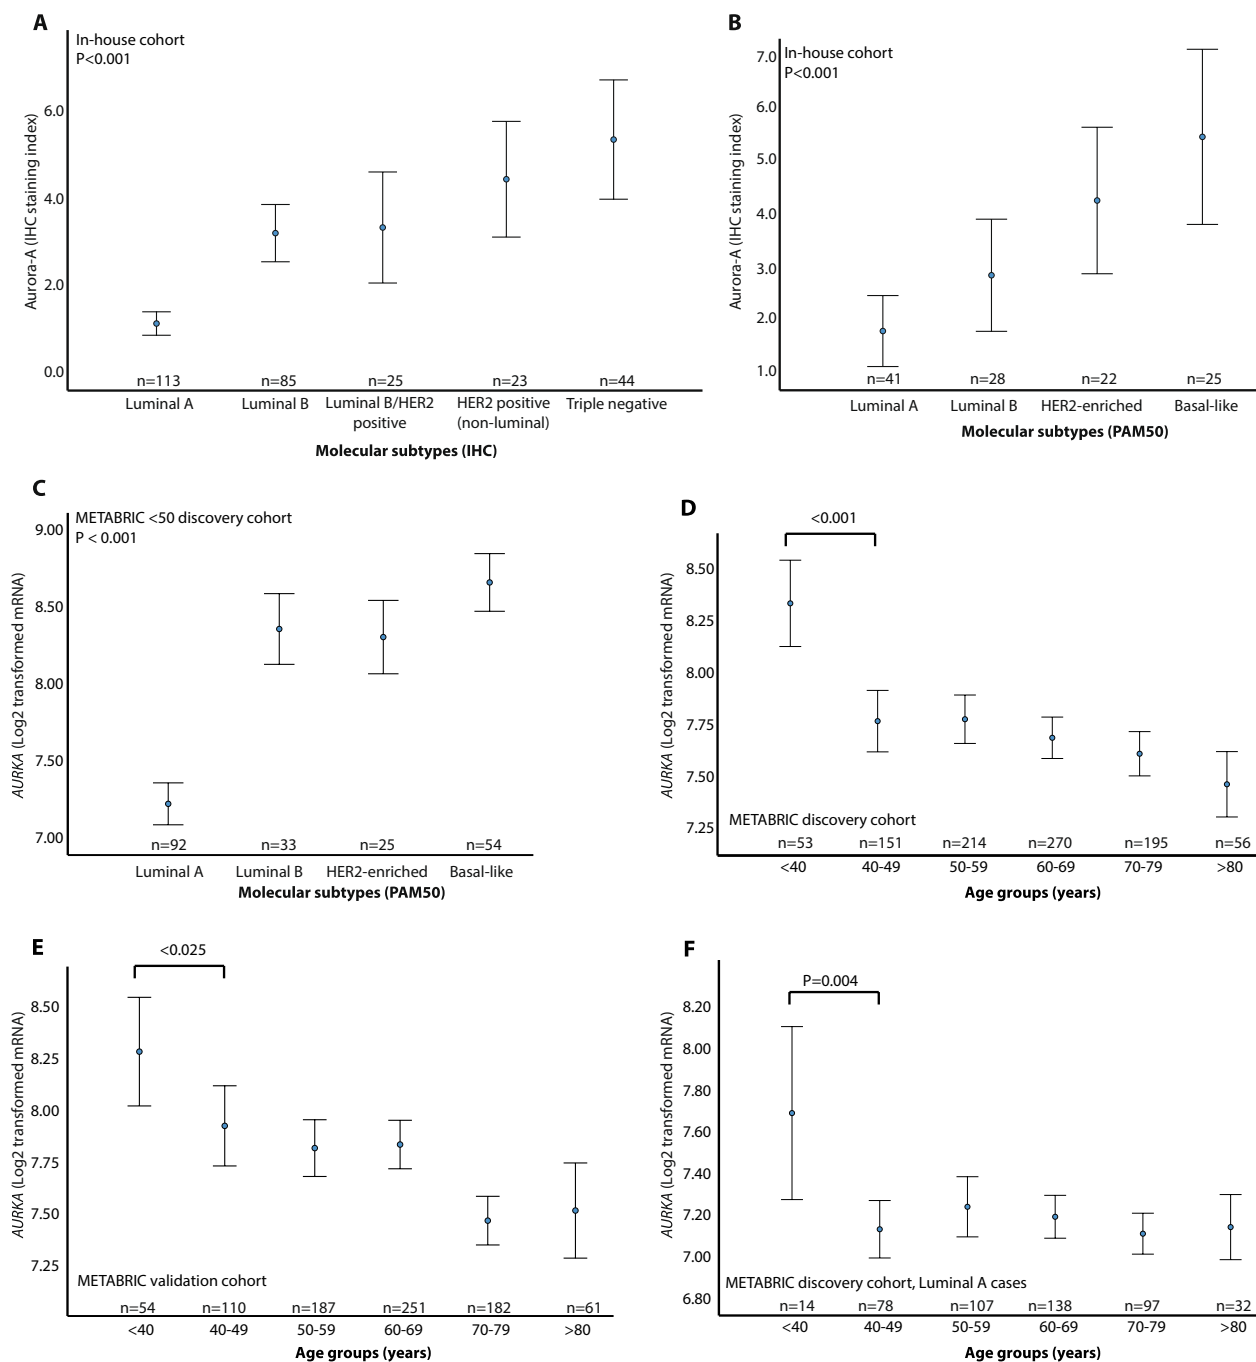 A
In-house cohort
P<0.001
Aurora-A (IHC staining index)
6.0
4.0
2.0
0.0
n=113 n=85 n=25 n=23 n=44
Luminal A Luminal B Luminal B/HER2 positive HER2 positive (non-luminal) Triple negative
Molecular subtypes (IHC)
B
In-house cohort
P<0.001
Aurora-A (IHC staining index)
7.0
6.0
5.0
4.0
3.0
2.0
1.0
n=41 n=28 n=22 n=25
Luminal A Luminal B HER2-enriched Basal-like
Molecular subtypes (PAM50)
C
METABRIC <50 discovery cohort
P < 0.001
AURKA (Log2 transformed mRNA)
9.00
8.50
8.00
7.50
7.00
n=92 n=33 n=25 n=54
Luminal A Luminal B HER2-enriched Basal-like
Molecular subtypes (PAM50)
D
<0.001
AURKA (Log2 transformed mRNA)
8.50
8.25
8.00
7.75
7.50
7.25
METABRIC discovery cohort
n=53 n=151 n=214 n=270 n=195 n=56
<40 40-49 50-59 60-69 70-79 >80
Age groups (years)
E
<0.025
AURKA (Log2 transformed mRNA)
8.50
8.25
8.00
7.75
7.50
7.25
METABRIC validation cohort
n=54 n=110 n=187 n=251 n=182 n=61
<40 40-49 50-59 60-69 70-79 >80
Age groups (years)
F
P=0.004
AURKA (Log2 transformed mRNA)
8.20
8.00
7.80
7.60
7.40
7.20
7.00
6.80
METABRIC discovery cohort, Luminal A cases
n=14 n=78 n=107 n=138 n=97 n=32
<40 40-49 50-59 60-69 70-79 >80
Age groups (years)